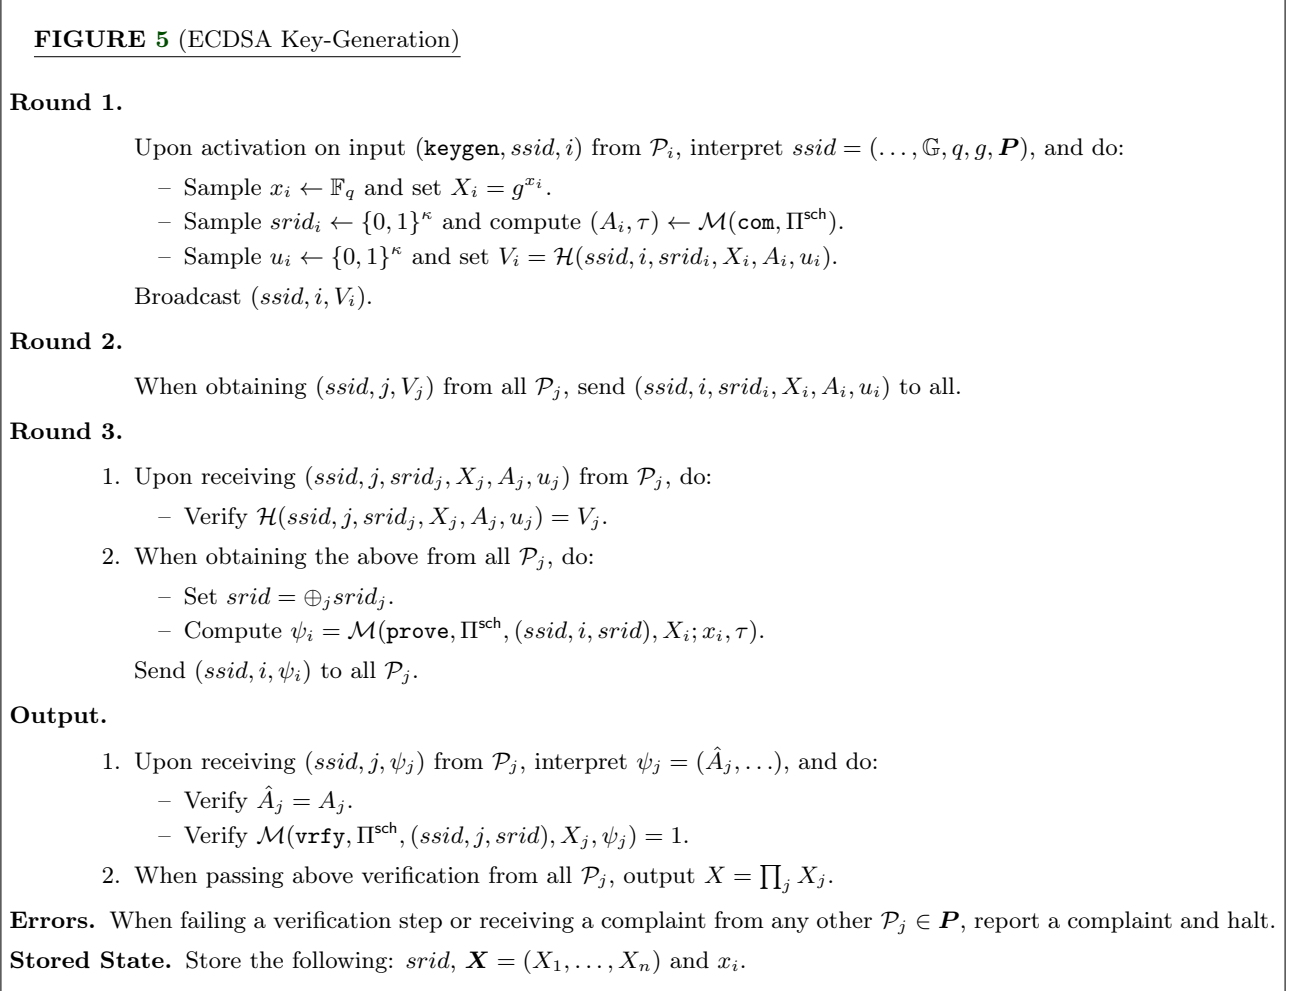 FIGURE 5 (ECDSA Key-Generation)
Round 1.
Upon activation on input (keygen, ssid, i) from 𝒫ᵢ, interpret ssid = (…, 𝔾, q, g, 𝑷), and do:
– Sample xᵢ ← 𝔽_q and set Xᵢ = g^{xᵢ}.
– Sample sridᵢ ← {0, 1}^κ and compute (Aᵢ, τ) ← ℳ(com, Π^sch).
– Sample uᵢ ← {0, 1}^κ and set Vᵢ = ℋ(ssid, i, sridᵢ, Xᵢ, Aᵢ, uᵢ).
Broadcast (ssid, i, Vᵢ).
Round 2.
When obtaining (ssid, j, Vⱼ) from all 𝒫ⱼ, send (ssid, i, sridᵢ, Xᵢ, Aᵢ, uᵢ) to all.
Round 3.
1. Upon receiving (ssid, j, sridⱼ, Xⱼ, Aⱼ, uⱼ) from 𝒫ⱼ, do:
– Verify ℋ(ssid, j, sridⱼ, Xⱼ, Aⱼ, uⱼ) = Vⱼ.
2. When obtaining the above from all 𝒫ⱼ, do:
– Set srid = ⊕ⱼsridⱼ.
– Compute ψᵢ = ℳ(prove, Π^sch, (ssid, i, srid), Xᵢ; xᵢ, τ).
Send (ssid, i, ψᵢ) to all 𝒫ⱼ.
Output.
1. Upon receiving (ssid, j, ψⱼ) from 𝒫ⱼ, interpret ψⱼ = (Âⱼ, …), and do:
– Verify Âⱼ = Aⱼ.
– Verify ℳ(vrfy, Π^sch, (ssid, j, srid), Xⱼ, ψⱼ) = 1.
2. When passing above verification from all 𝒫ⱼ, output X = ∏ⱼ Xⱼ.
Errors. When failing a verification step or receiving a complaint from any other 𝒫ⱼ ∈ 𝑷, report a complaint and halt.
Stored State. Store the following: srid, 𝑿 = (X₁, …, Xₙ) and xᵢ.